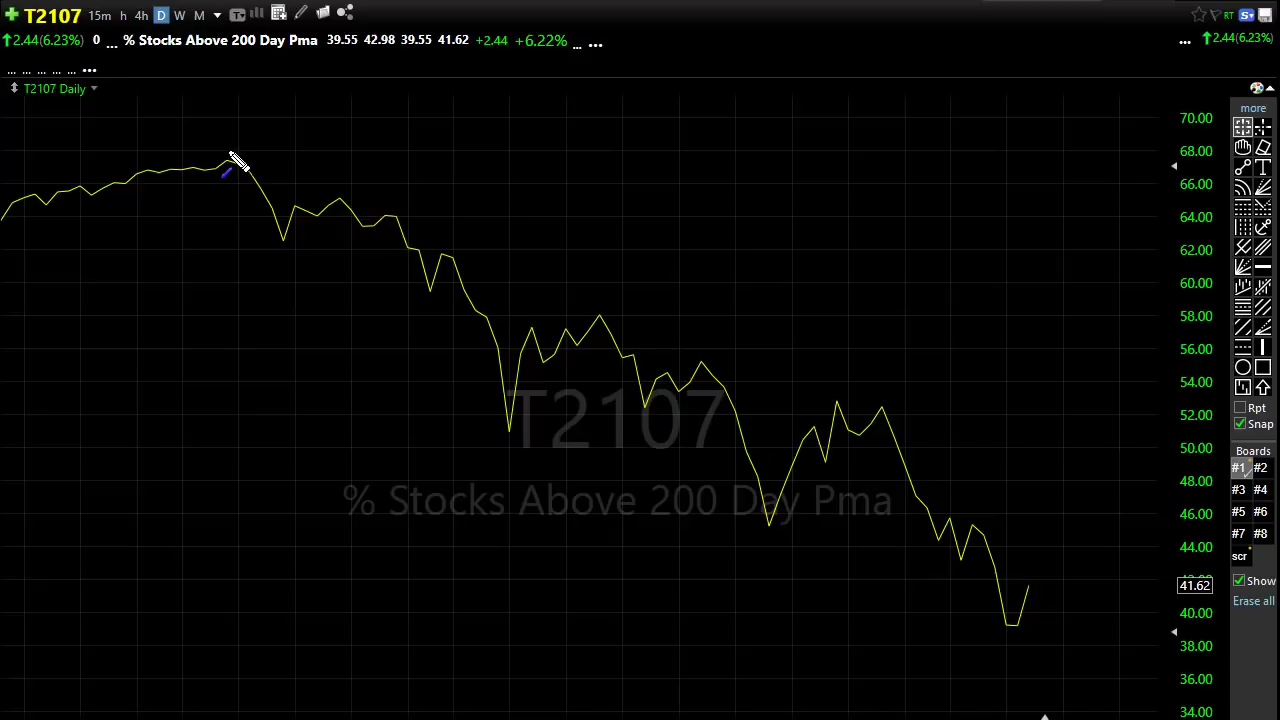 T2107 15m h 4h D W M
RT S
↑2.44(6.23%) 0 ... % Stocks Above 200 Day Pma 39.55 42.98 39.55 41.62 +2.44 +6.22% ... ... ... ↑2.44(6.23%)
... ... ... ... ... ...
T2107 Daily
more
70.00
68.00
66.00
64.00
62.00
60.00
58.00
56.00
54.00
52.00
50.00
48.00
46.00
44.00
41.62
40.00
38.00
36.00
34.00
T2107
% Stocks Above 200 Day Pma
T
Rpt
Snap
Boards
#1 #2
#3 #4
#5 #6
#7 #8
scr
Show
Erase all